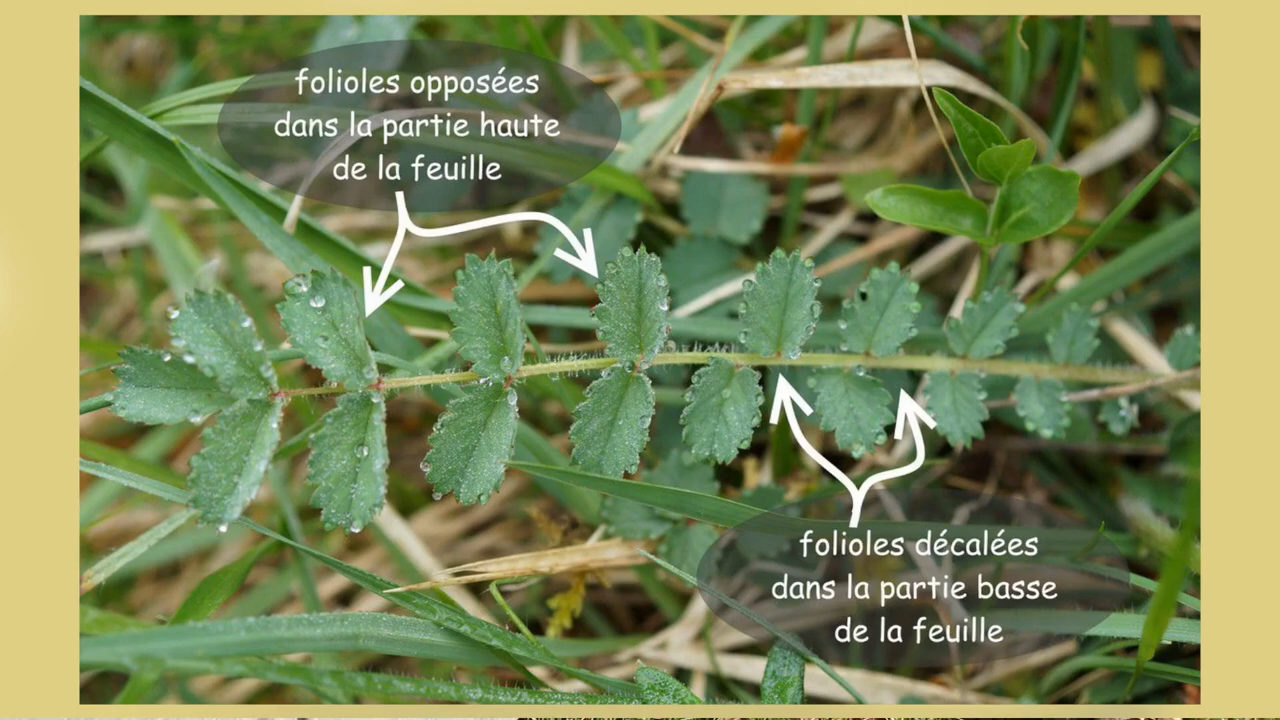 folioles opposées
dans la partie haute
de la feuille
folioles décalées
dans la partie basse
de la feuille